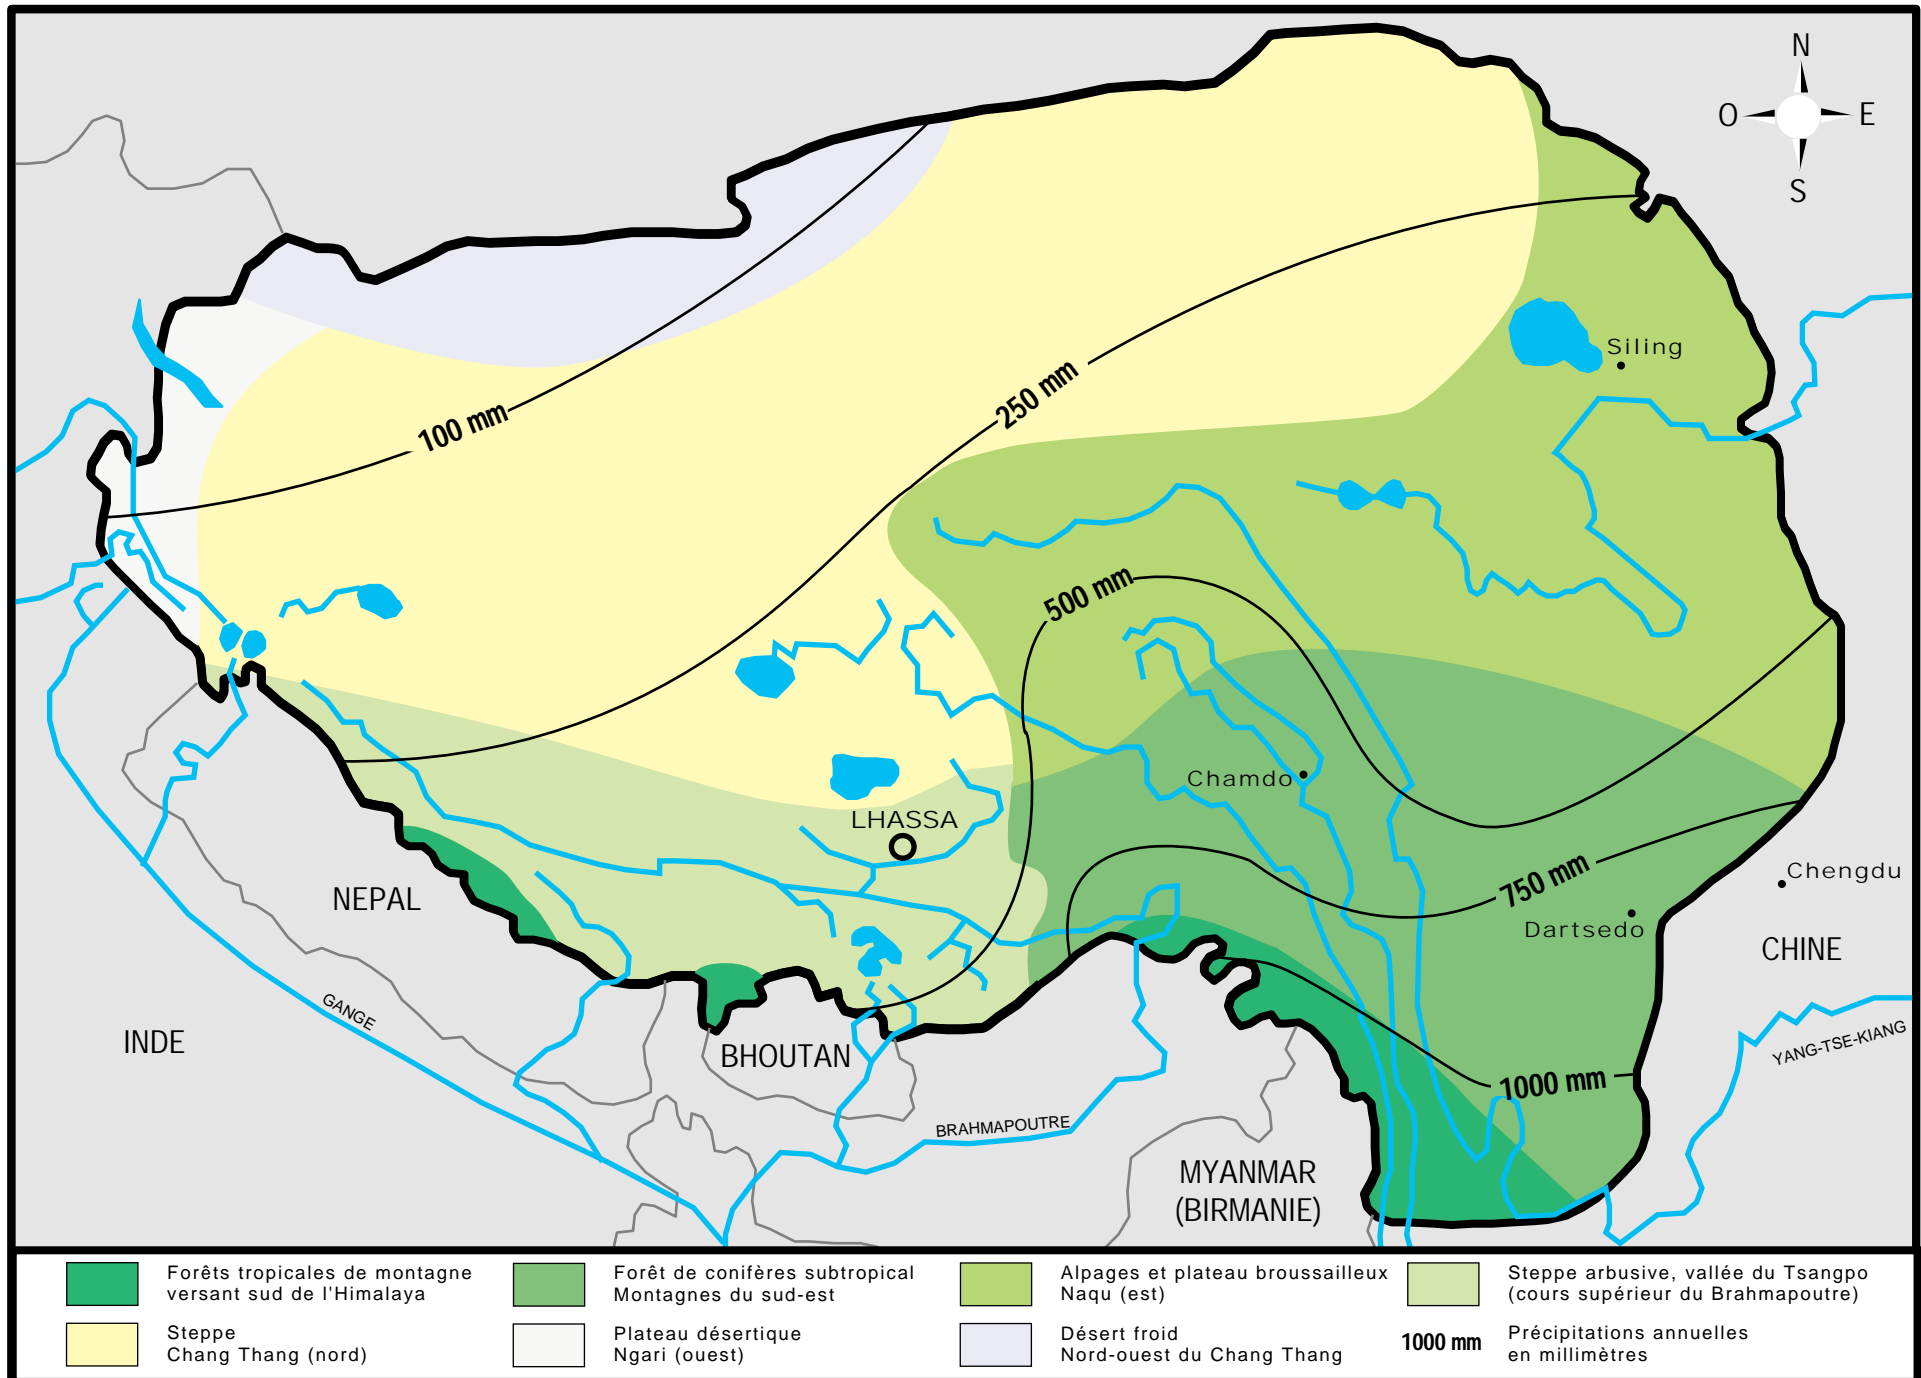 N
O
E
S
Siling
100 mm
250 mm
500 mm
Chamdo
LHASSA
750 mm
Chengdu
Dartsedo
NEPAL
CHINE
GANGE
INDE
BHOUTAN
YANG-TSE-KIANG
1000 mm
BRAHMAPOUTRE
MYANMAR
(BIRMANIE)
Forêts tropicales de montagne
versant sud de l'Himalaya
Forêt de conifères subtropical
Montagnes du sud-est
Alpages et plateau broussailleux
Naqu (est)
Steppe arbusive, vallée du Tsangpo
(cours supérieur du Brahmapoutre)
Steppe
Chang Thang (nord)
Plateau désertique
Ngari (ouest)
Désert froid
Nord-ouest du Chang Thang
1000 mm
Précipitations annuelles
en millimètres